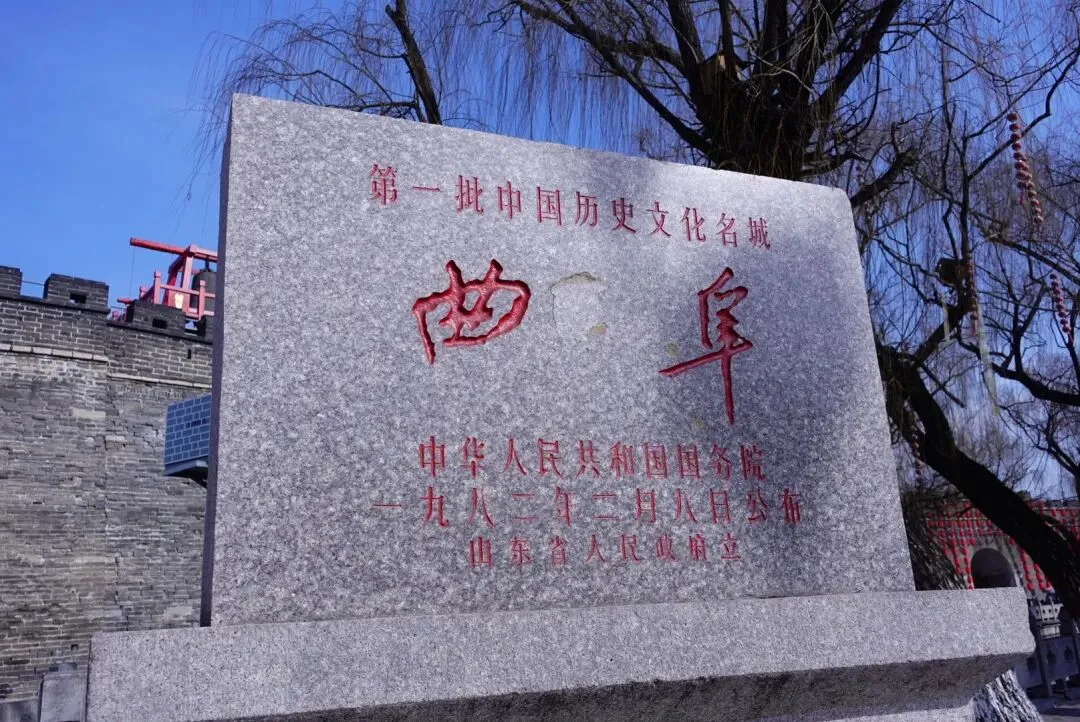 第一批中国历史文化名城
曲阜
中华人民共和国国务院
一九八二年二月八日公布
山东省人民政府立